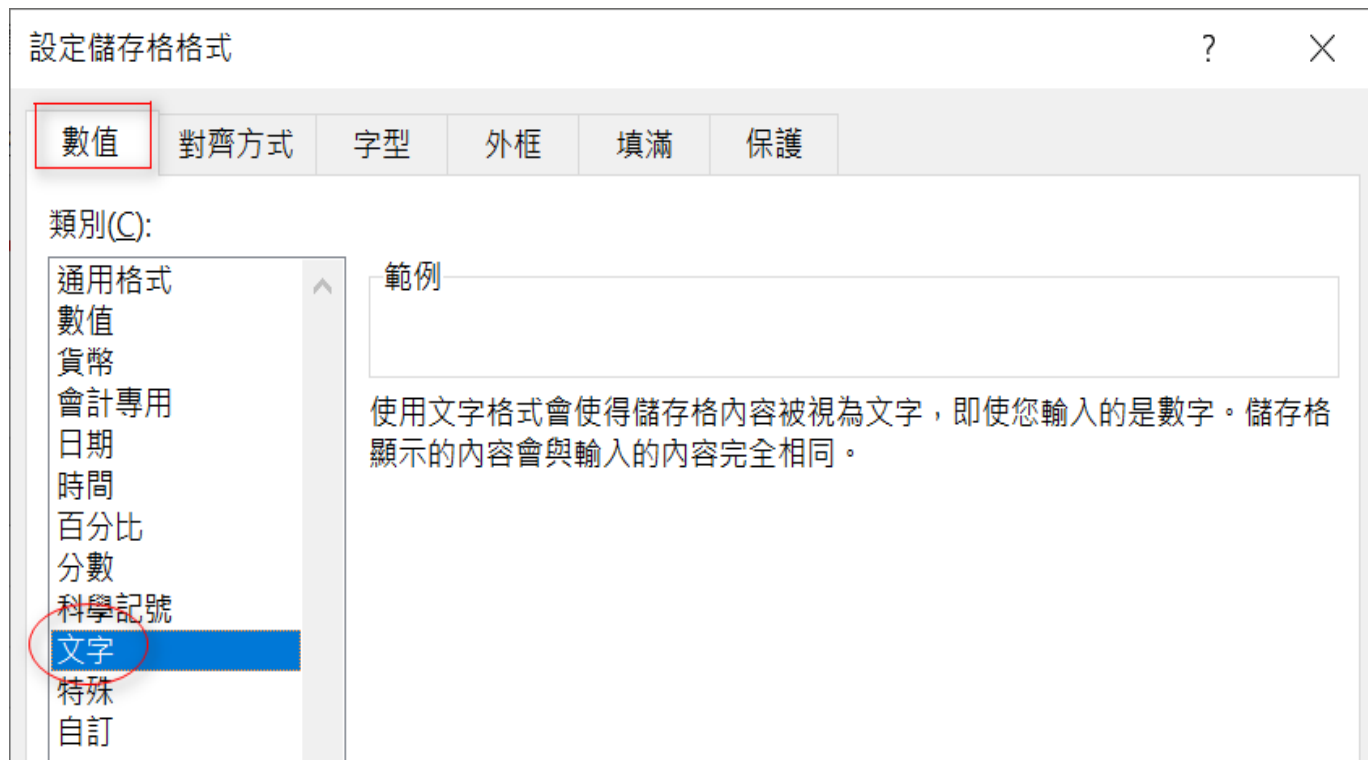 設定儲存格格式 ?
數值 對齊方式 字型 外框 填滿 保護
類別(C):
通用格式
數值
貨幣
會計專用
日期
時間
百分比
分數
科學記號
文字
特殊
自訂
範例
使用文字格式會使得儲存格內容被視為文字，即使您輸入的是數字。儲存格
顯示的內容會與輸入的內容完全相同。